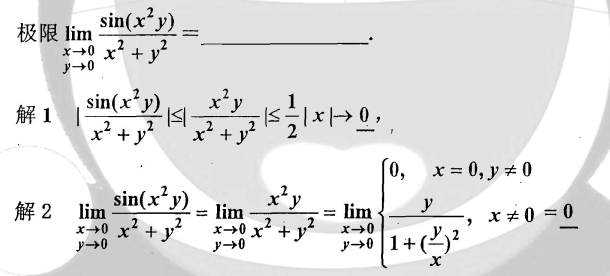 极限 $\lim\limits_{\substack{x \to 0 \\ y \to 0}} \frac{\sin(x^2 y)}{x^2 + y^2} =$ ____________.
解 1 $|\frac{\sin(x^2 y)}{x^2 + y^2}| \leq |\frac{x^2 y}{x^2 + y^2}| \leq \frac{1}{2} |x| \to \underline{0}$,
解 2 $\lim\limits_{\substack{x \to 0 \\ y \to 0}} \frac{\sin(x^2 y)}{x^2 + y^2} = \lim\limits_{\substack{x \to 0 \\ y \to 0}} \frac{x^2 y}{x^2 + y^2} = \lim\limits_{\substack{x \to 0 \\ y \to 0}} \begin{cases} 0, & x = 0, y \neq 0 \\ \frac{y}{1 + (\frac{y}{x})^2}, & x \neq 0 \end{cases} = \underline{0}$